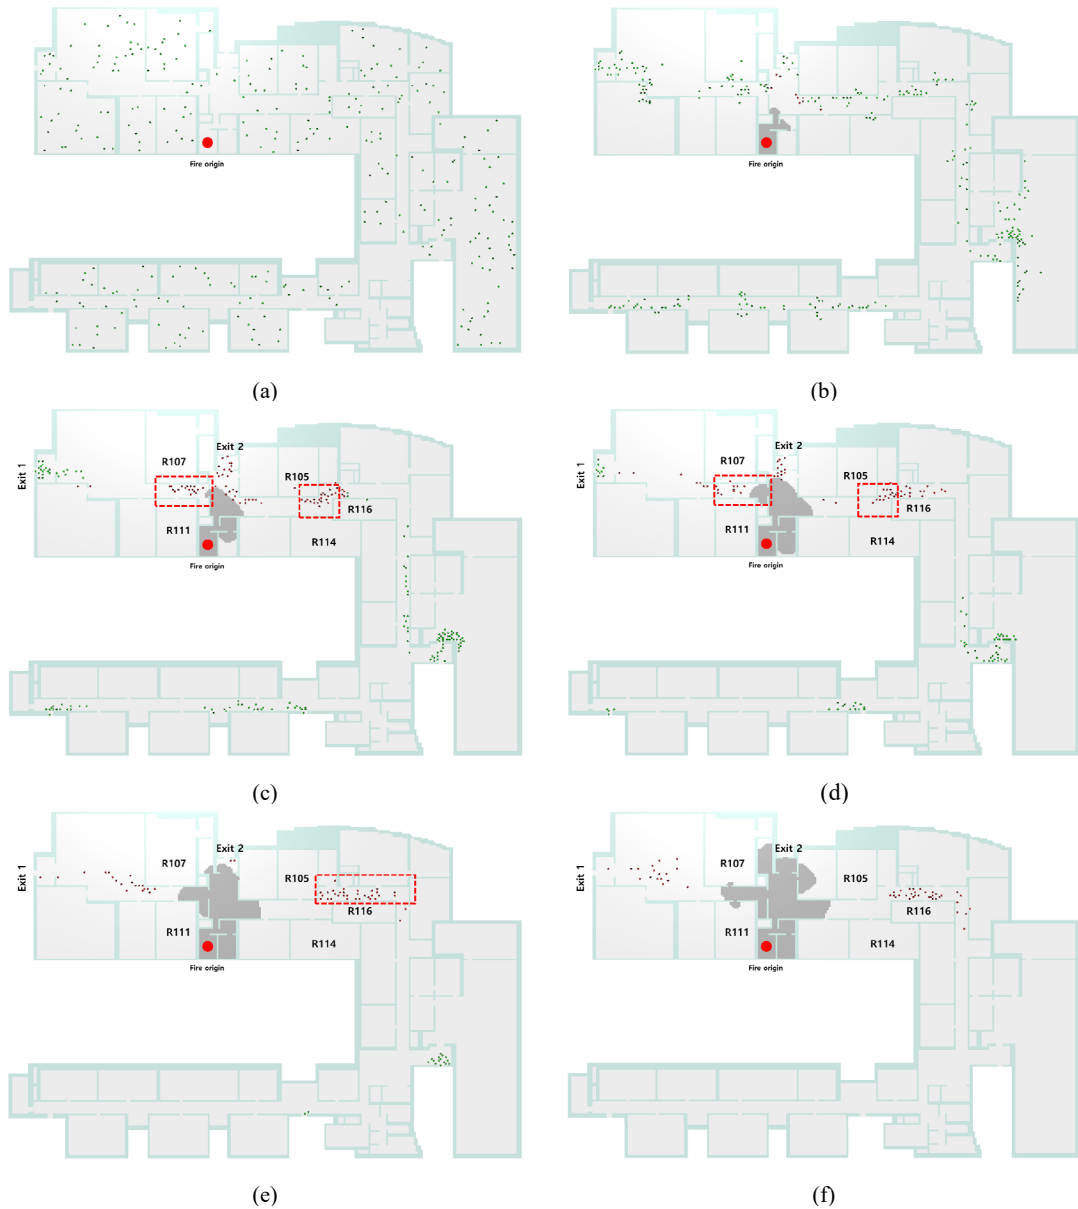 Fire origin
(a)
(b)
Exit 1
Exit 2
R107
R105
R116
R111
R114
Fire origin
(c)
Exit 1
Exit 2
R107
R105
R116
R111
R114
Fire origin
(d)
Exit 1
Exit 2
R107
R105
R116
R111
R114
Fire origin
(e)
Exit 1
Exit 2
R107
R105
R116
R111
R114
Fire origin
(f)